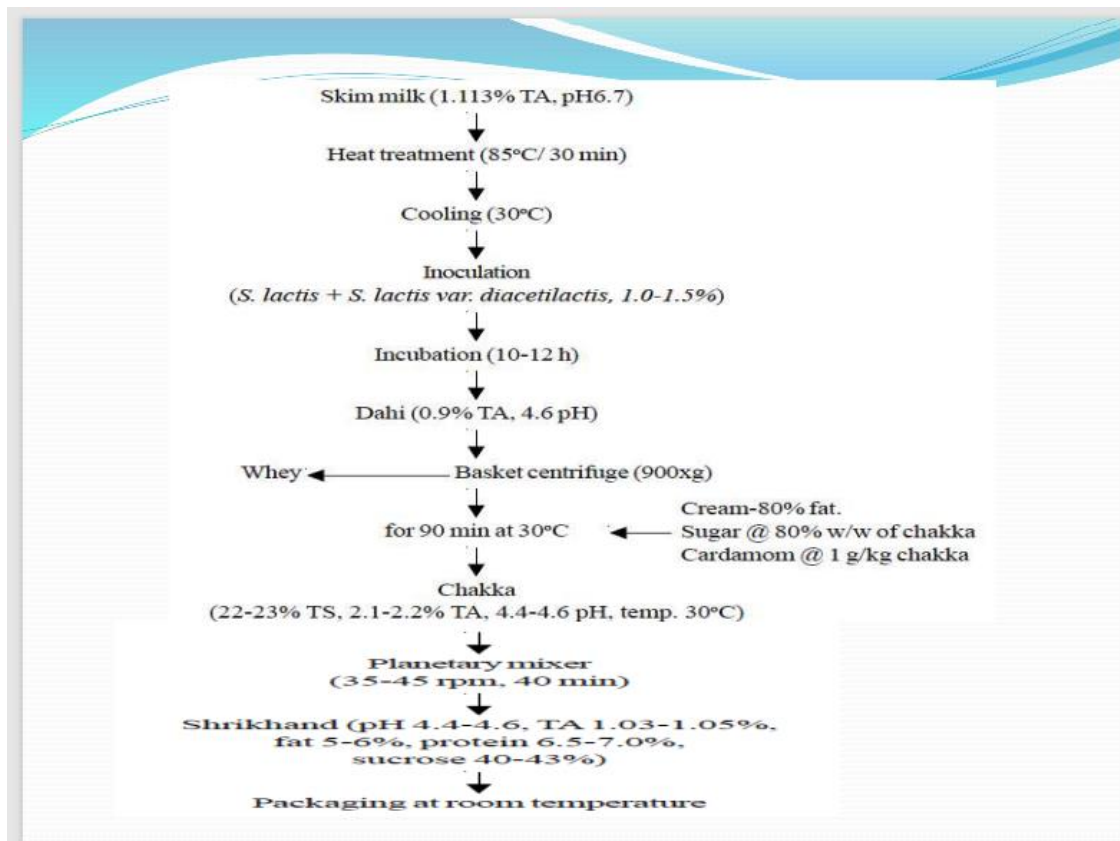 Skim milk (1.113% TA, pH6.7)
Heat treatment (85°C/ 30 min)
Cooling (30°C)
Inoculation
(S. lactis + S. lactis var. diacetilactis, 1.0-1.5%)
Incubation (10-12 h)
Dahi (0.9% TA, 4.6 pH)
Whey
Basket centrifuge (900xg)
for 90 min at 30°C
Cream-80% fat.
Sugar @ 80% w/w of chakka
Cardamom @ 1 g/kg chakka
Chakka
(22-23% TS, 2.1-2.2% TA, 4.4-4.6 pH, temp. 30°C)
Planetary mixer
(35-45 rpm, 40 min)
Shrikhand (pH 4.4-4.6, TA 1.03-1.05%,
fat 5-6%, protein 6.5-7.0%,
sucrose 40-43%)
Packaging at room temperature